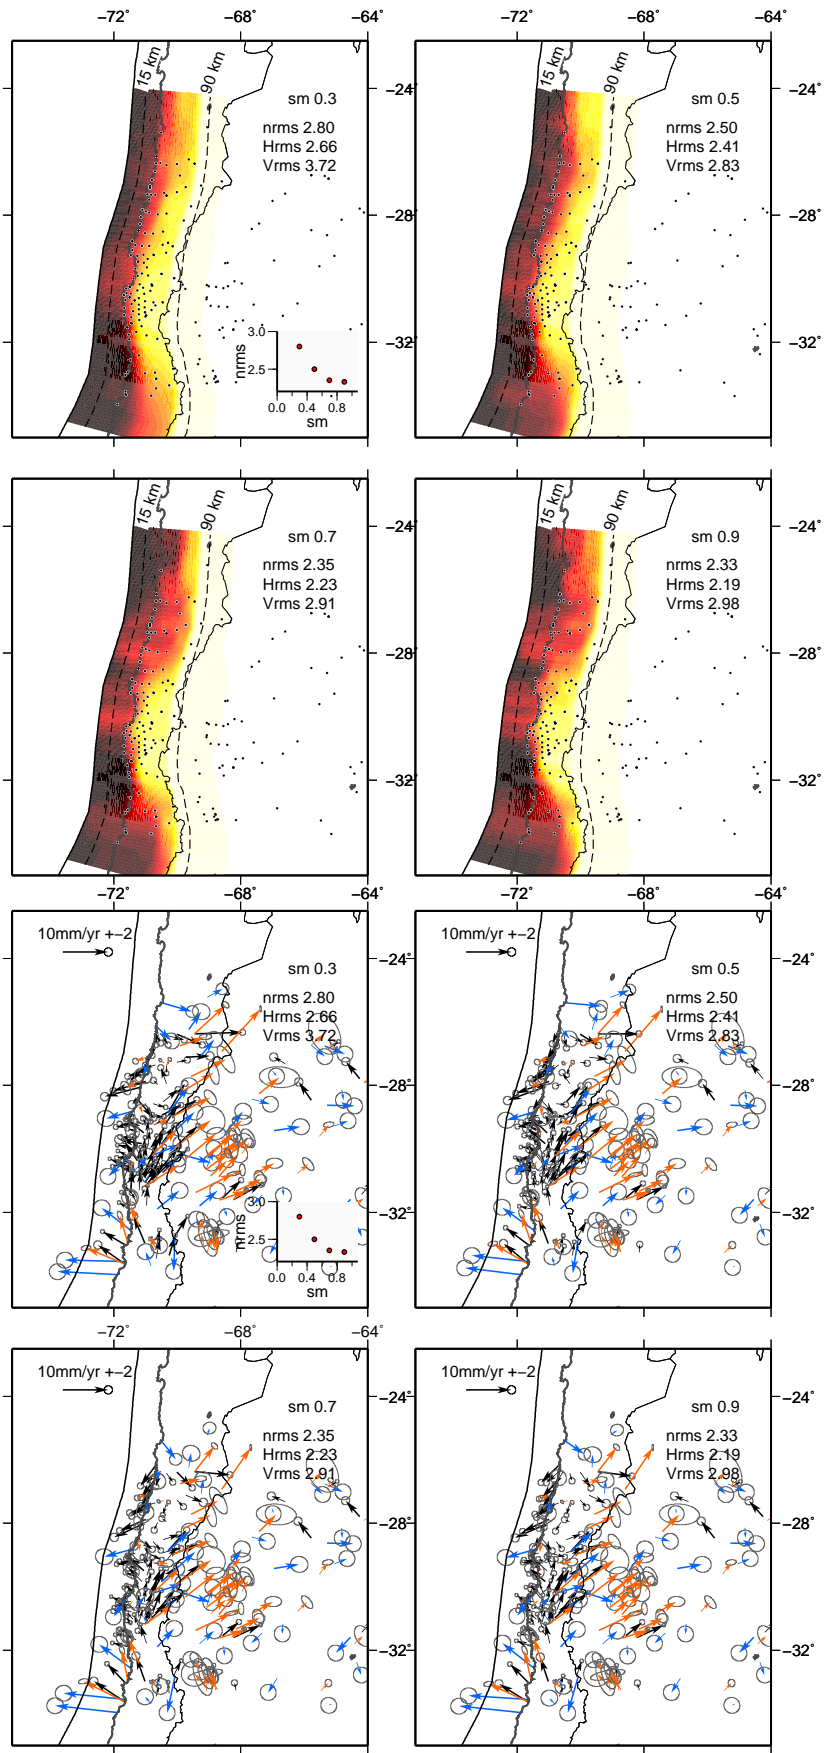 −72° −68° −64° −72° −68° −64°
15 km 90 km
sm 0.3
nrms 2.80
Hrms 2.66
Vrms 3.72
3.0
2.5
nrms
0.0 0.4 0.8
sm
−24°
−28°
−32°
15 km 90 km
sm 0.5
nrms 2.50
Hrms 2.41
Vrms 2.83
−24°
−28°
−32°
15 km 90 km
sm 0.7
nrms 2.35
Hrms 2.23
Vrms 2.91
−24°
−28°
−32°
15 km 90 km
sm 0.9
nrms 2.33
Hrms 2.19
Vrms 2.98
−24°
−28°
−32°
−72° −68° −64° −72° −68° −64°
10mm/yr +−2
sm 0.3
nrms 2.80
Hrms 2.66
Vrms 3.72
3.0
2.5
nrms
0.0 0.4 0.8
sm
−24°
−28°
−32°
10mm/yr +−2
sm 0.5
nrms 2.50
Hrms 2.41
Vrms 2.83
−24°
−28°
−32°
−72° −68° −64°
10mm/yr +−2
sm 0.7
nrms 2.35
Hrms 2.23
Vrms 2.91
−24°
−28°
−32°
10mm/yr +−2
sm 0.9
nrms 2.33
Hrms 2.19
Vrms 2.98
−24°
−28°
−32°